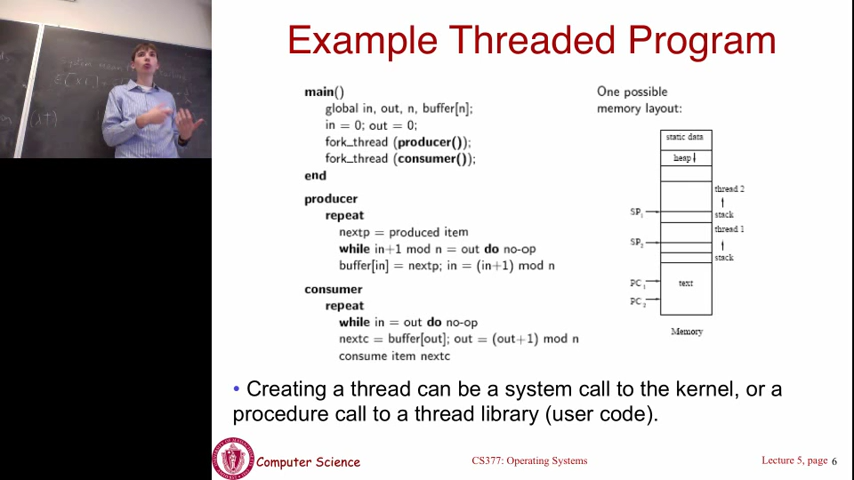 Example Threaded Program
main()
global in, out, n, buffer[n];
in = 0; out = 0;
fork_thread (producer());
fork_thread (consumer());
end
producer
repeat
nextp = produced item
while in+1 mod n = out do no-op
buffer[in] = nextp; in = (in+1) mod n
consumer
repeat
while in = out do no-op
nextc = buffer[out]; out = (out+1) mod n
consume item nextc
One possible
memory layout:
static data
heap
thread 2
SP1
stack
thread 1
SP2
stack
PC1
text
PC2
Memory
• Creating a thread can be a system call to the kernel, or a
procedure call to a thread library (user code).
Computer Science
CS377: Operating Systems
Lecture 5, page 6